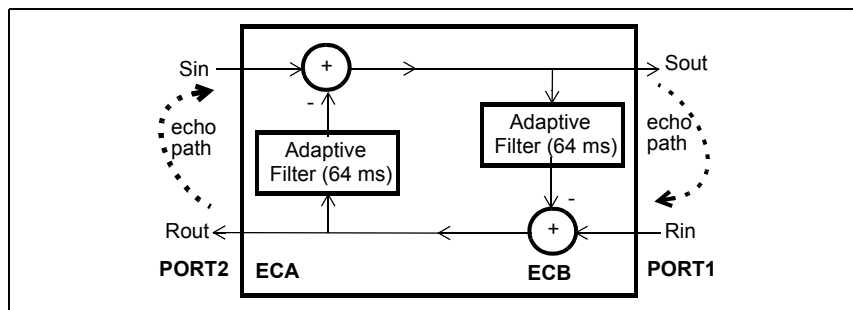 Sin
+
Sout
-
echo
path
Adaptive
Filter (64 ms)
Adaptive
Filter (64 ms)
echo
path
-
Rout
+
Rin
PORT2
ECA
ECB
PORT1